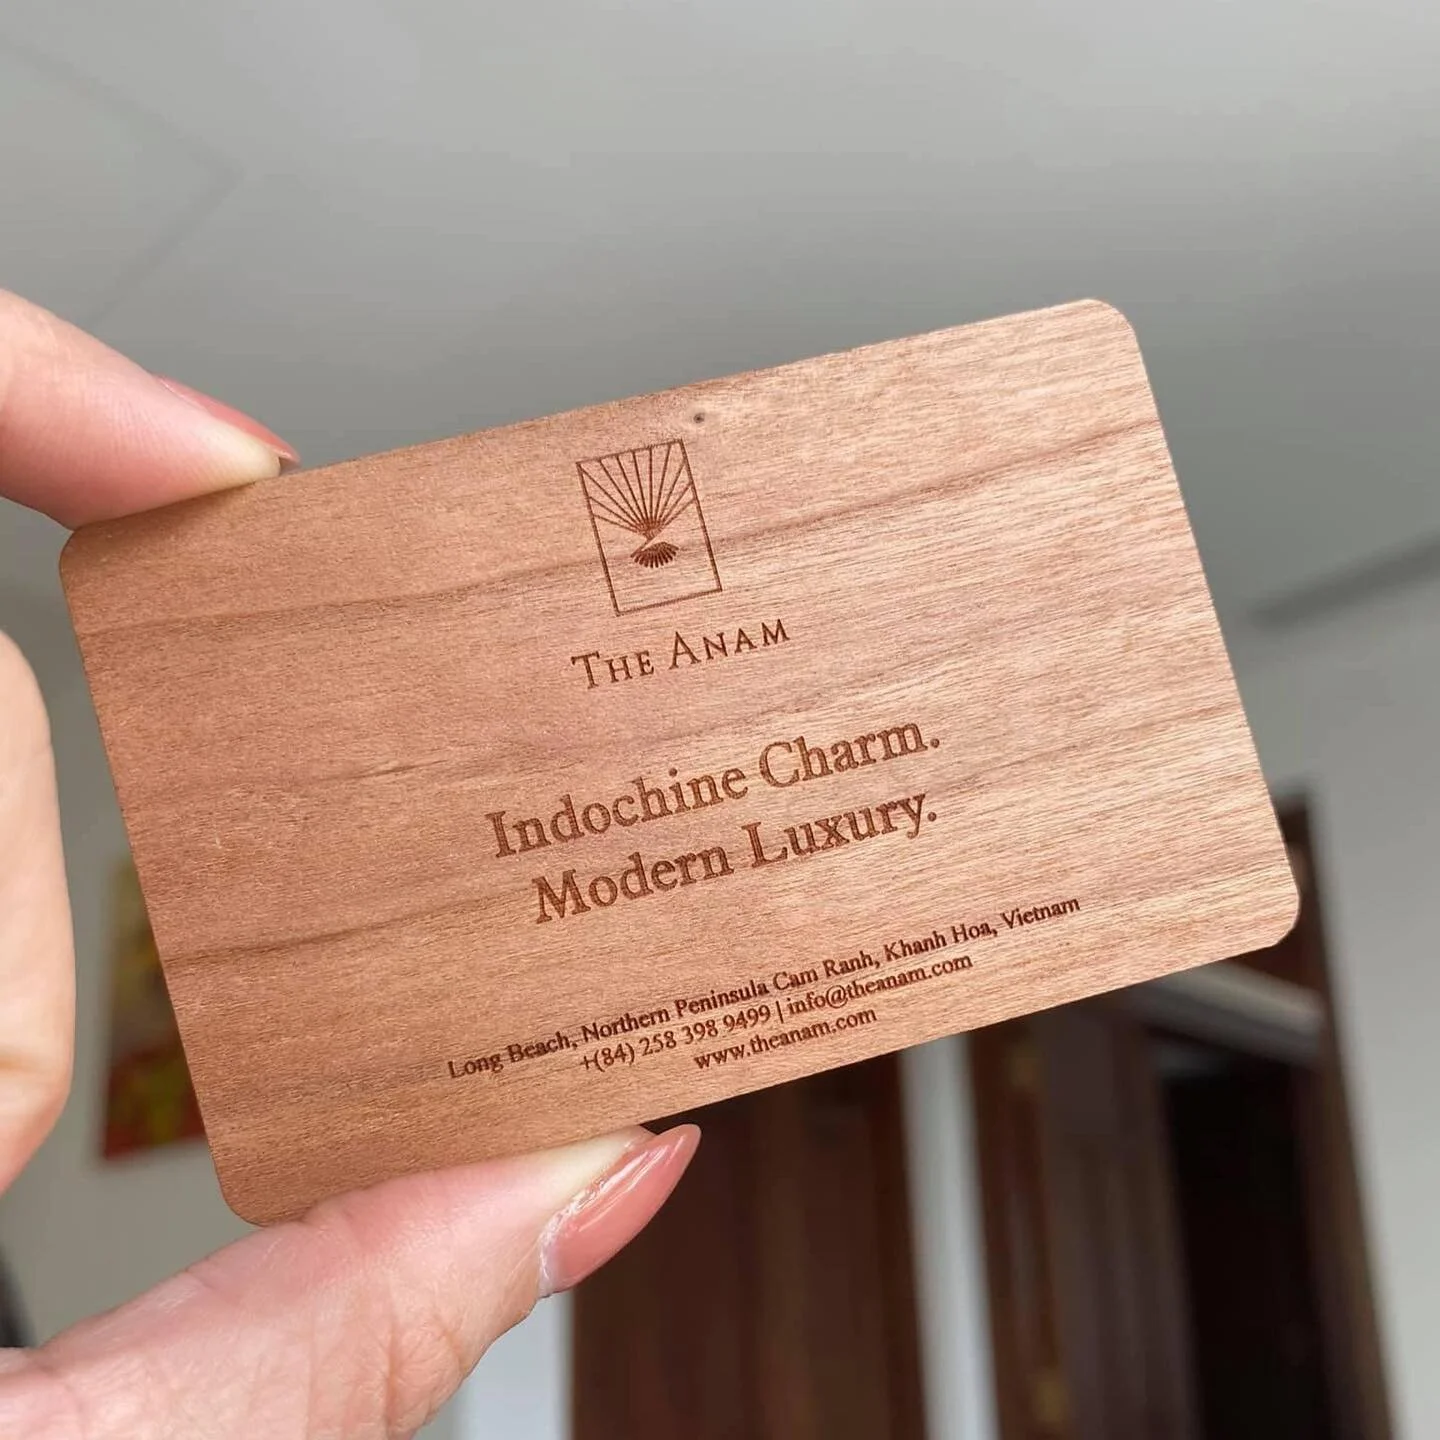 The Anam
Indochine Charm.
Modern Luxury.
Long Beach, Northern Peninsula Cam Ranh, Khanh Hoa, Vietnam
+(84) 258 398 9499 | info@theanam.com
www.theanam.com